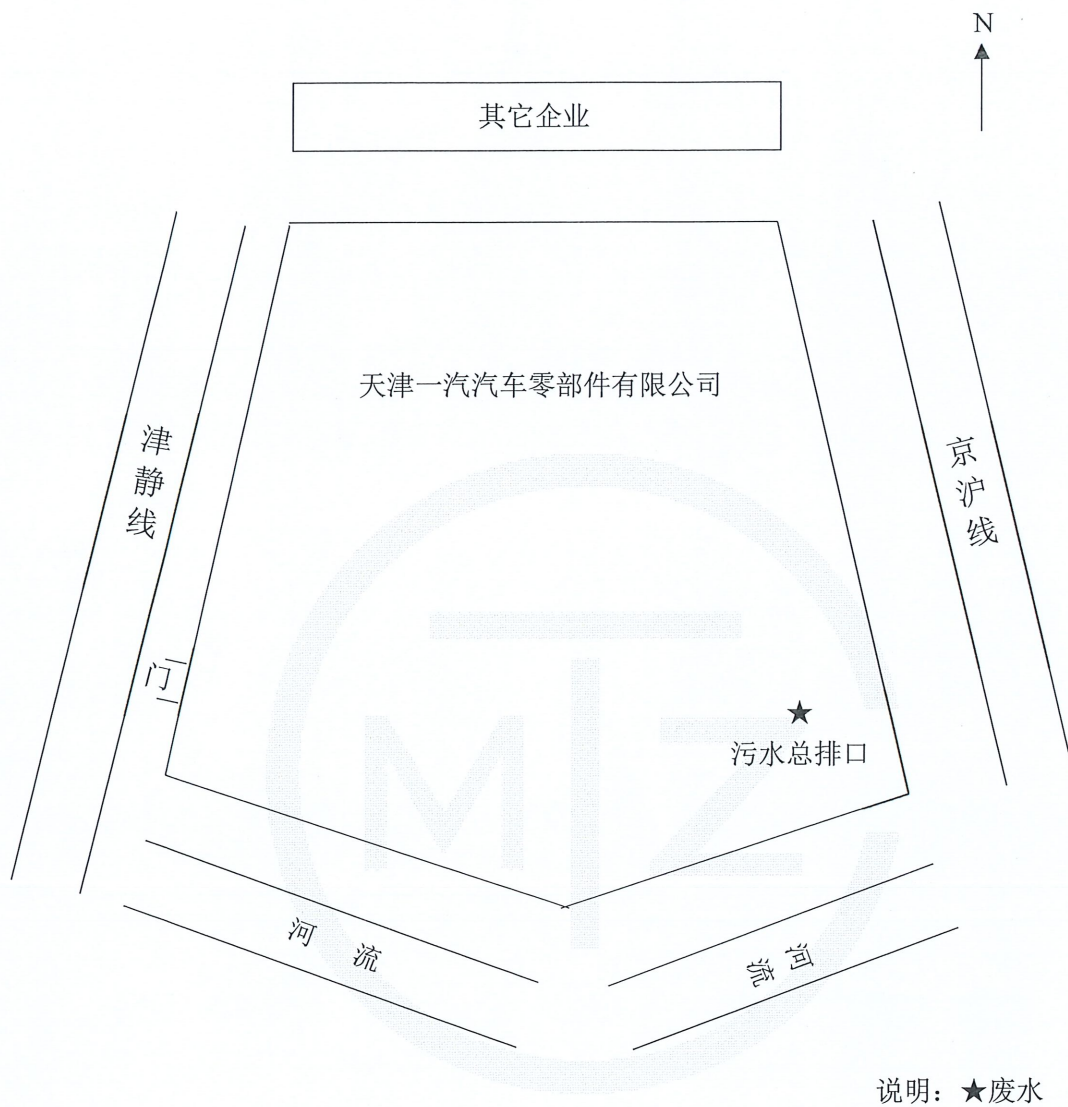 N
其它企业
天津一汽汽车零部件有限公司
津静线
京沪线
门
污水总排口
河流
河流
说明：★废水
MTZ